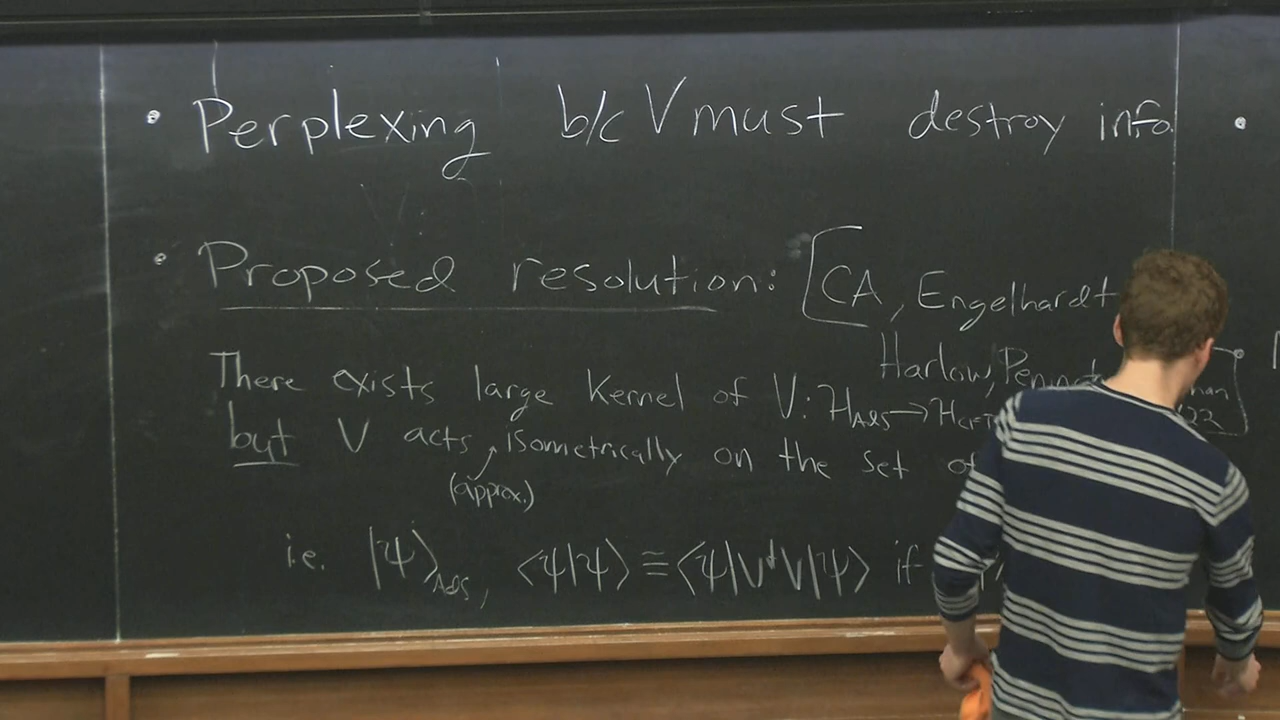 • Perplexing b/c V must destroy info.
• Proposed resolution: [CA, Engelhardt
Harlow,
22]
There exists large Kernel of V: H_AdS → H_CFT
but V acts (approx.) isometrically on the set of
i.e. |ψ⟩_AdS, ⟨ψ|ψ⟩ ≅ ⟨ψ|V†V|ψ⟩ if